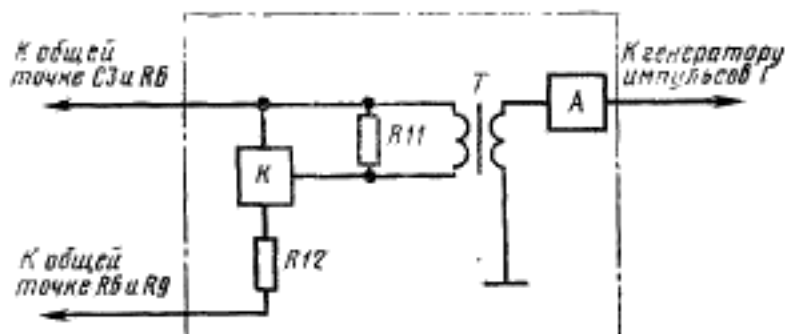 К общей
точке С3 и R6
К генератору
импульсов Г
Т
А
R11
К
R12
К общей
точке R6 и R9